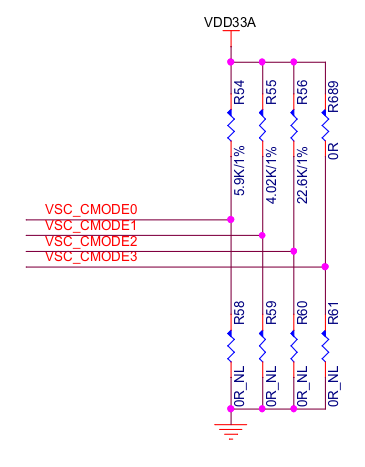 VDD33A
R54
R55
R56
R689
5.9K/1%
4.02K/1%
22.6K/1%
0R
VSC_CMODE0
VSC_CMODE1
VSC_CMODE2
VSC_CMODE3
R58
R59
R60
R61
0R_NL
0R_NL
0R_NL
0R_NL